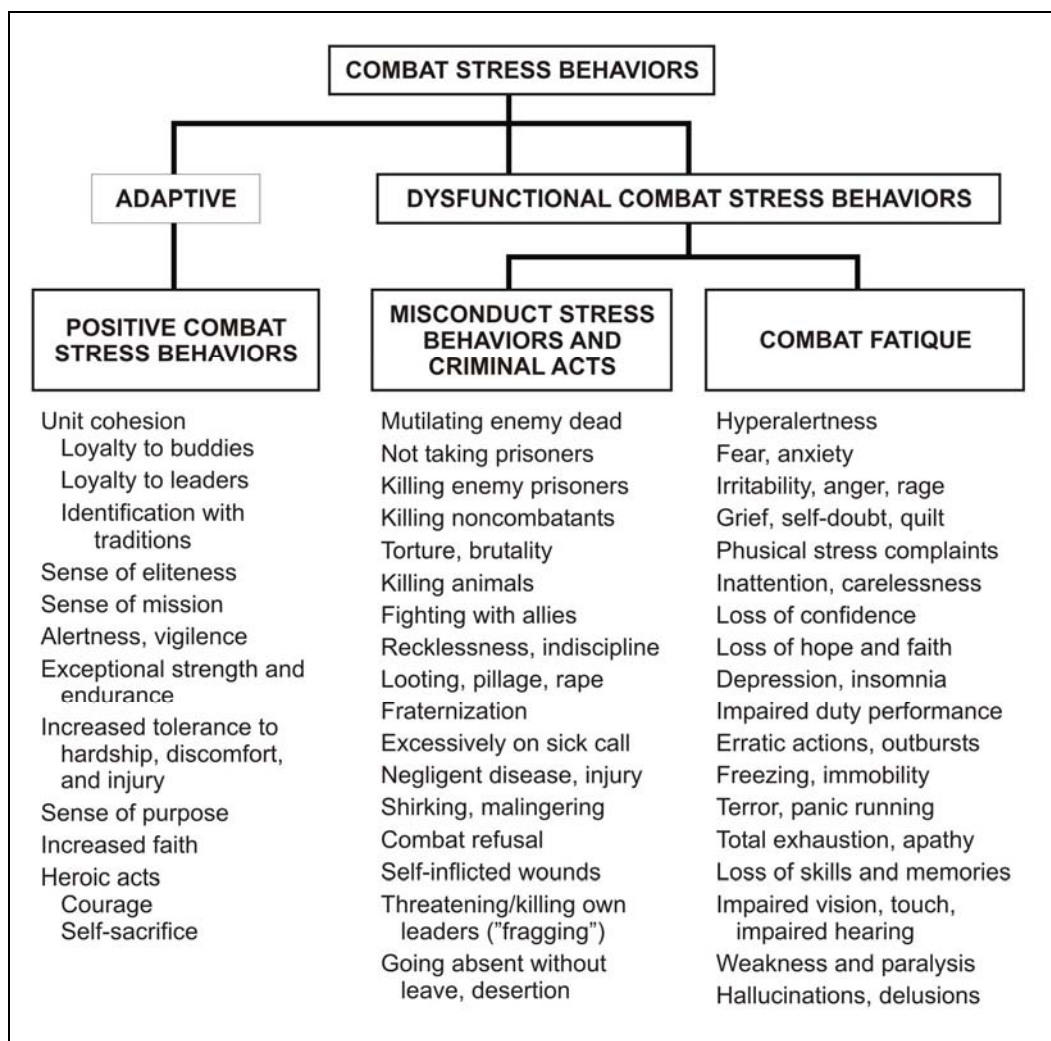 COMBAT STRESS BEHAVIORS
ADAPTIVE
DYSFUNCTIONAL COMBAT STRESS BEHAVIORS
POSITIVE COMBAT
STRESS BEHAVIORS
Unit cohesion
Loyalty to buddies
Loyalty to leaders
Identification with
traditions
Sense of eliteness
Sense of mission
Alertness, vigilence
Exceptional strength and
endurance
Increased tolerance to
hardship, discomfort,
and injury
Sense of purpose
Increased faith
Heroic acts
Courage
Self-sacrifice
MISCONDUCT STRESS
BEHAVIORS AND
CRIMINAL ACTS
Mutilating enemy dead
Not taking prisoners
Killing enemy prisoners
Killing noncombatants
Torture, brutality
Killing animals
Fighting with allies
Recklessness, indiscipline
Looting, pillage, rape
Fraternization
Excessively on sick call
Negligent disease, injury
Shirking, malingering
Combat refusal
Self-inflicted wounds
Threatening/killing own
leaders (”fragging”)
Going absent without
leave, desertion
COMBAT FATIQUE
Hyperalertness
Fear, anxiety
Irritability, anger, rage
Grief, self-doubt, quilt
Phusical stress complaints
Inattention, carelessness
Loss of confidence
Loss of hope and faith
Depression, insomnia
Impaired duty performance
Erratic actions, outbursts
Freezing, immobility
Terror, panic running
Total exhaustion, apathy
Loss of skills and memories
Impaired vision, touch,
impaired hearing
Weakness and paralysis
Hallucinations, delusions